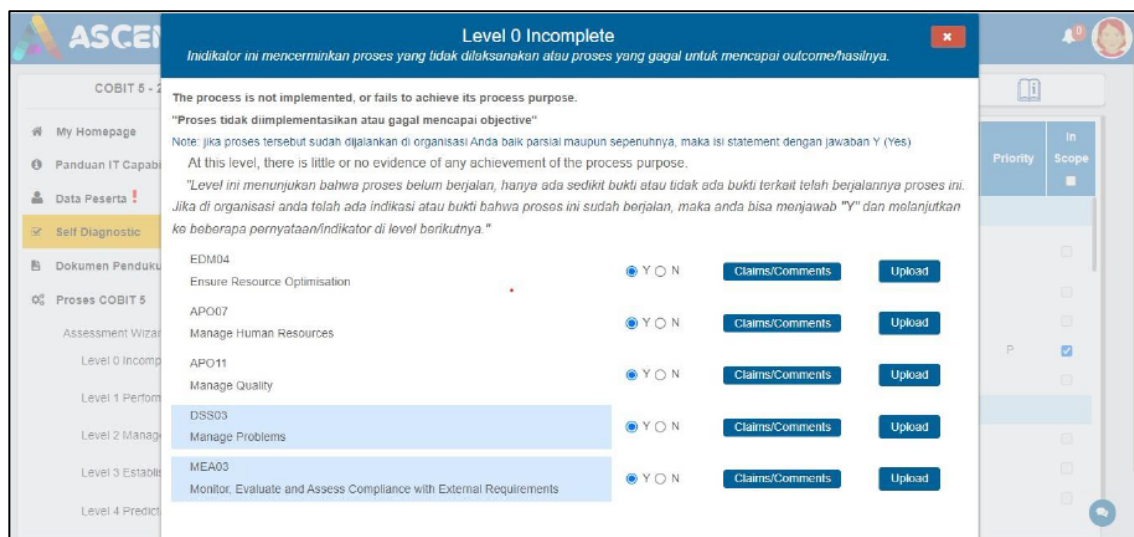 ASCEN
Level 0 Incomplete
Inidikator ini mencerminkan proses yang tidak dilaksanakan atau proses yang gagal untuk mencapai outcome/hasilnya.
0
COBIT 5 - 2
My Homepage
Panduan IT Capabi
Data Peserta !
Self Diagnostic
Dokumen Penduku
Proses COBIT 5
Assessment Wizar
Level 0 Incomp
Level 1 Perform
Level 2 Manag
Level 3 Establis
Level 4 Predict
The process is not implemented, or fails to achieve its process purpose.
"Proses tidak diimplementasikan atau gagal mencapai objective"
Note: jika proses tersebut sudah dijalankan di organisasi Anda baik parsial maupun sepenuhnya, maka isi statement dengan jawaban Y (Yes)
At this level, there is little or no evidence of any achievement of the process purpose.
"Level ini menunjukan bahwa proses belum berjalan, hanya ada sedikit bukti atau tidak ada bukti terkait telah berjalannya proses ini.
Jika di organisasi anda telah ada indikasi atau bukti bahwa proses ini sudah berjalan, maka anda bisa menjawab "Y" dan melanjutkan
ke beberapa pernyataan/indikator di level berikutnya."
EDM04
Ensure Resource Optimisation
Y N Claims/Comments Upload
APO07
Manage Human Resources
Y N Claims/Comments Upload
APO11
Manage Quality
Y N Claims/Comments Upload
DSS03
Manage Problems
Y N Claims/Comments Upload
MEA03
Monitor, Evaluate and Assess Compliance with External Requirements
Y N Claims/Comments Upload
Priority
In
Scope
P